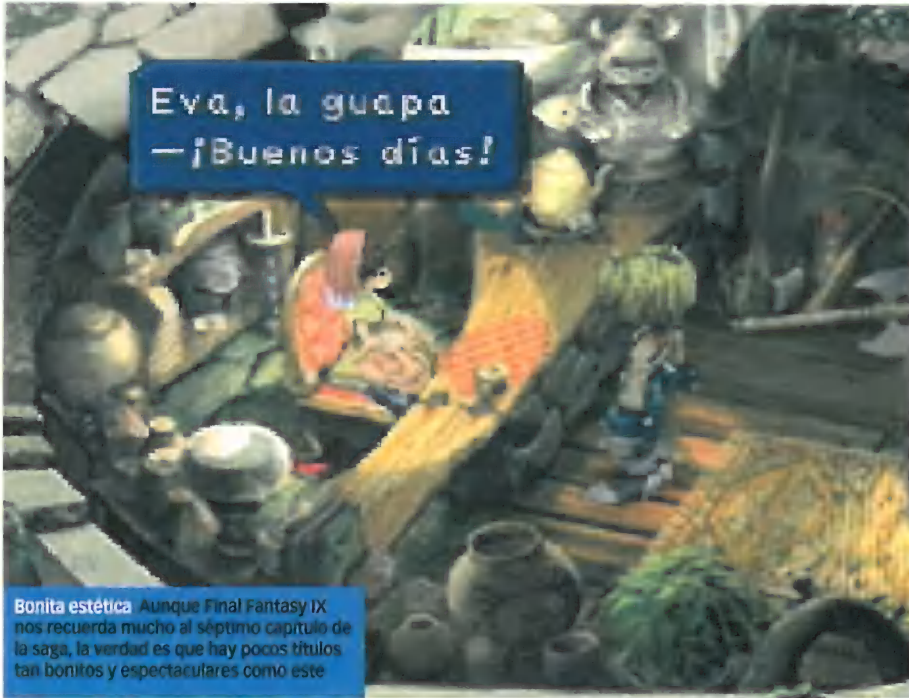 Eva, la guapa
—¡Buenos días!
Bonita estética Aunque Final Fantasy IX
nos recuerda mucho al séptimo capítulo de
la saga, la verdad es que hay pocos títulos
tan bonitos y espectaculares como este